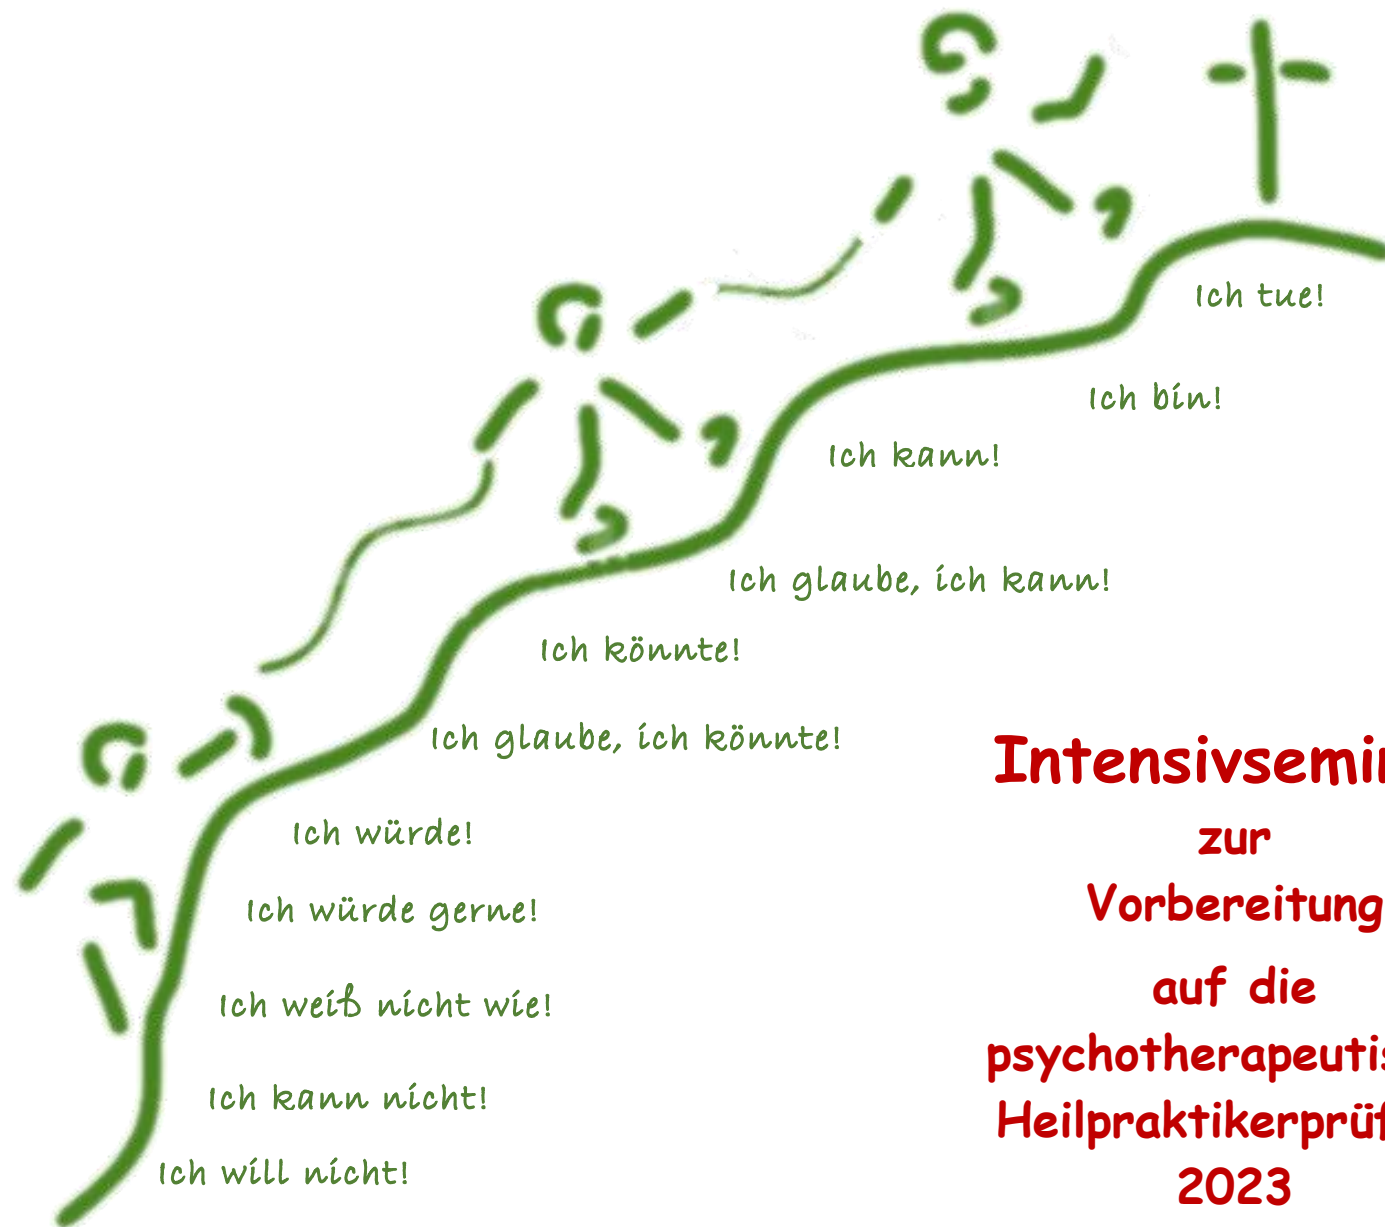 Ich tue!
Ich bin!
Ich kann!
Ich glaube, ich kann!
Ich könnte!
Ich glaube, ich könnte!
Ich würde!
Ich würde gerne!
Ich weiß nicht wie!
Ich kann nicht!
Ich will nicht!
zur
Vorbereitung
auf die
2023